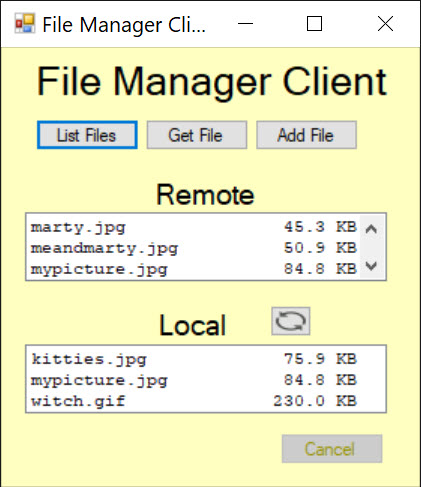 File Manager Cli...
File Manager Client
List Files Get File Add File
Remote
marty.jpg 45.3 KB
meandmarty.jpg 50.9 KB
mypicture.jpg 84.8 KB
Local
kitties.jpg 75.9 KB
mypicture.jpg 84.8 KB
witch.gif 230.0 KB
Cancel